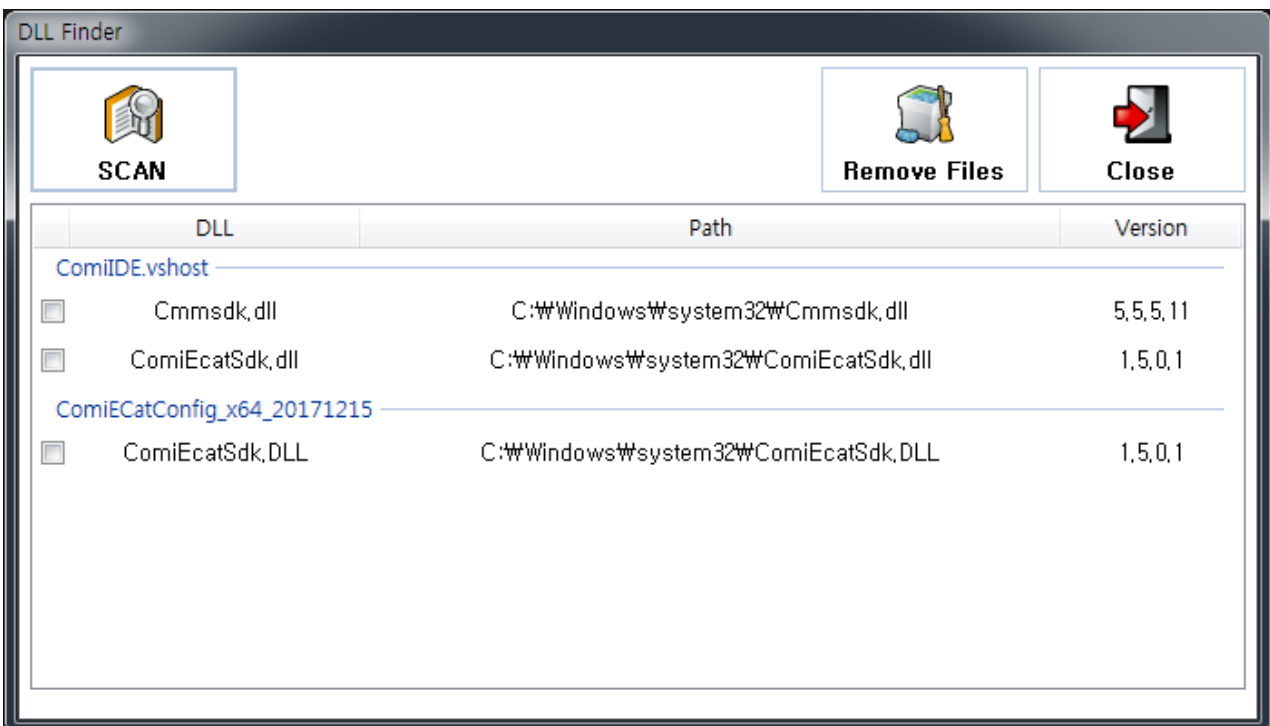 DLL Finder
SCAN
Remove Files
Close
DLL Path Version
ComiIDE.vshost
Cmmsdk,dll C:₩Windows₩system32₩Cmmsdk,dll 5,5,5,11
ComiEcatSdk,dll C:₩Windows₩system32₩ComiEcatSdk,dll 1,5,0,1
ComiECatConfig_x64_20171215
ComiEcatSdk,DLL C:₩Windows₩system32₩ComiEcatSdk,DLL 1,5,0,1